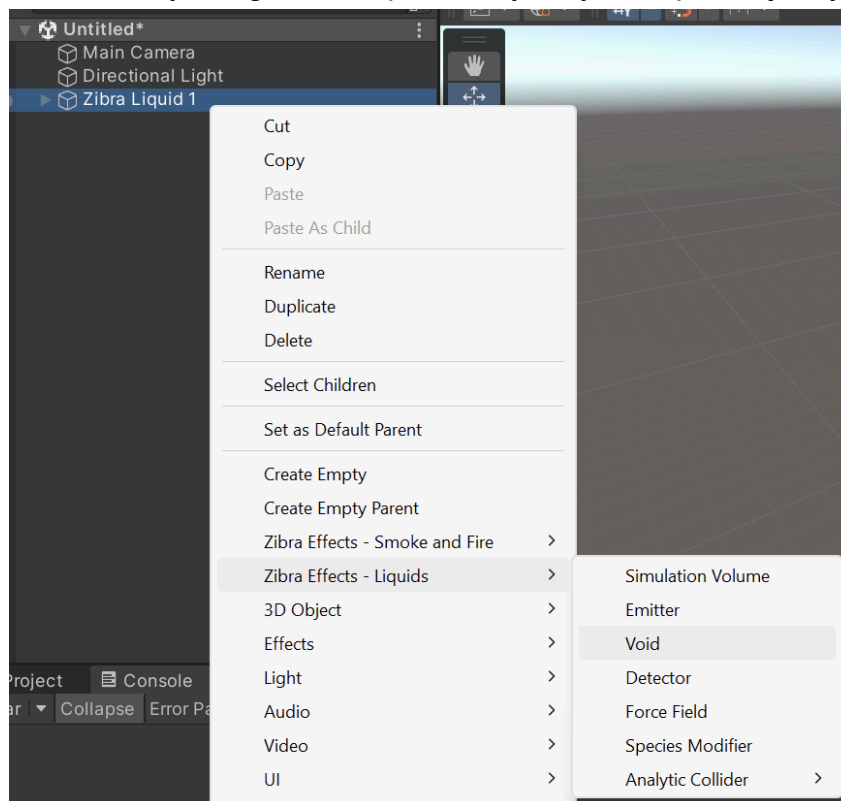 Untitled*
Main Camera
Directional Light
Zibra Liquid 1
Cut
Copy
Paste
Paste As Child
Rename
Duplicate
Delete
Select Children
Set as Default Parent
Create Empty
Create Empty Parent
Zibra Effects - Smoke and Fire
Zibra Effects - Liquids
3D Object
Effects
Light
Audio
Video
UI
Simulation Volume
Emitter
Void
Detector
Force Field
Species Modifier
Analytic Collider
Project Console
ar Collapse Error Pa